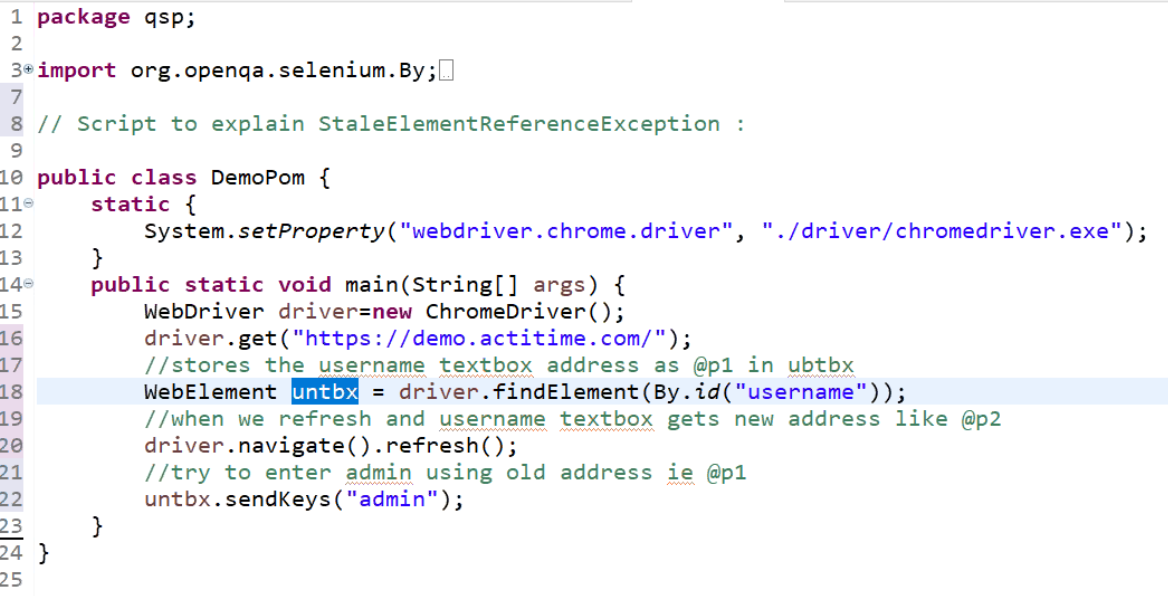 1 package qsp;
2
3 import org.openqa.selenium.By;
7
8 // Script to explain StaleElementReferenceException :
9
10 public class DemoPom {
11 static {
12 System.setProperty("webdriver.chrome.driver", "./driver/chromedriver.exe");
13 }
14 public static void main(String[] args) {
15 WebDriver driver=new ChromeDriver();
16 driver.get("https://demo.actitime.com/");
17 //stores the username textbox address as @p1 in ubtbx
18 WebElement untbx = driver.findElement(By.id("username"));
19 //when we refresh and username textbox gets new address like @p2
20 driver.navigate().refresh();
21 //try to enter admin using old address ie @p1
22 untbx.sendKeys("admin");
23 }
24 }
25